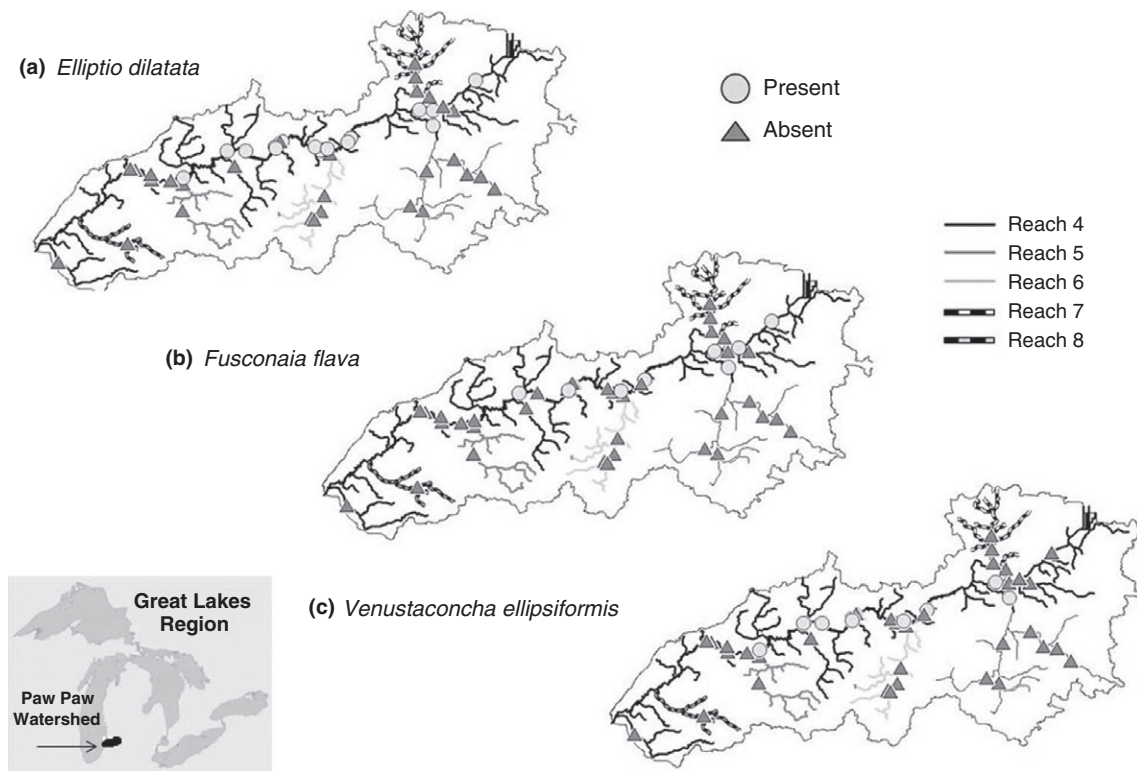 (a) Elliptio dilatata
Present
Absent
Reach 4
Reach 5
Reach 6
Reach 7
Reach 8
(b) Fusconaia flava
(c) Venustaconcha ellipsiformis
Great Lakes
Region
Paw Paw
Watershed